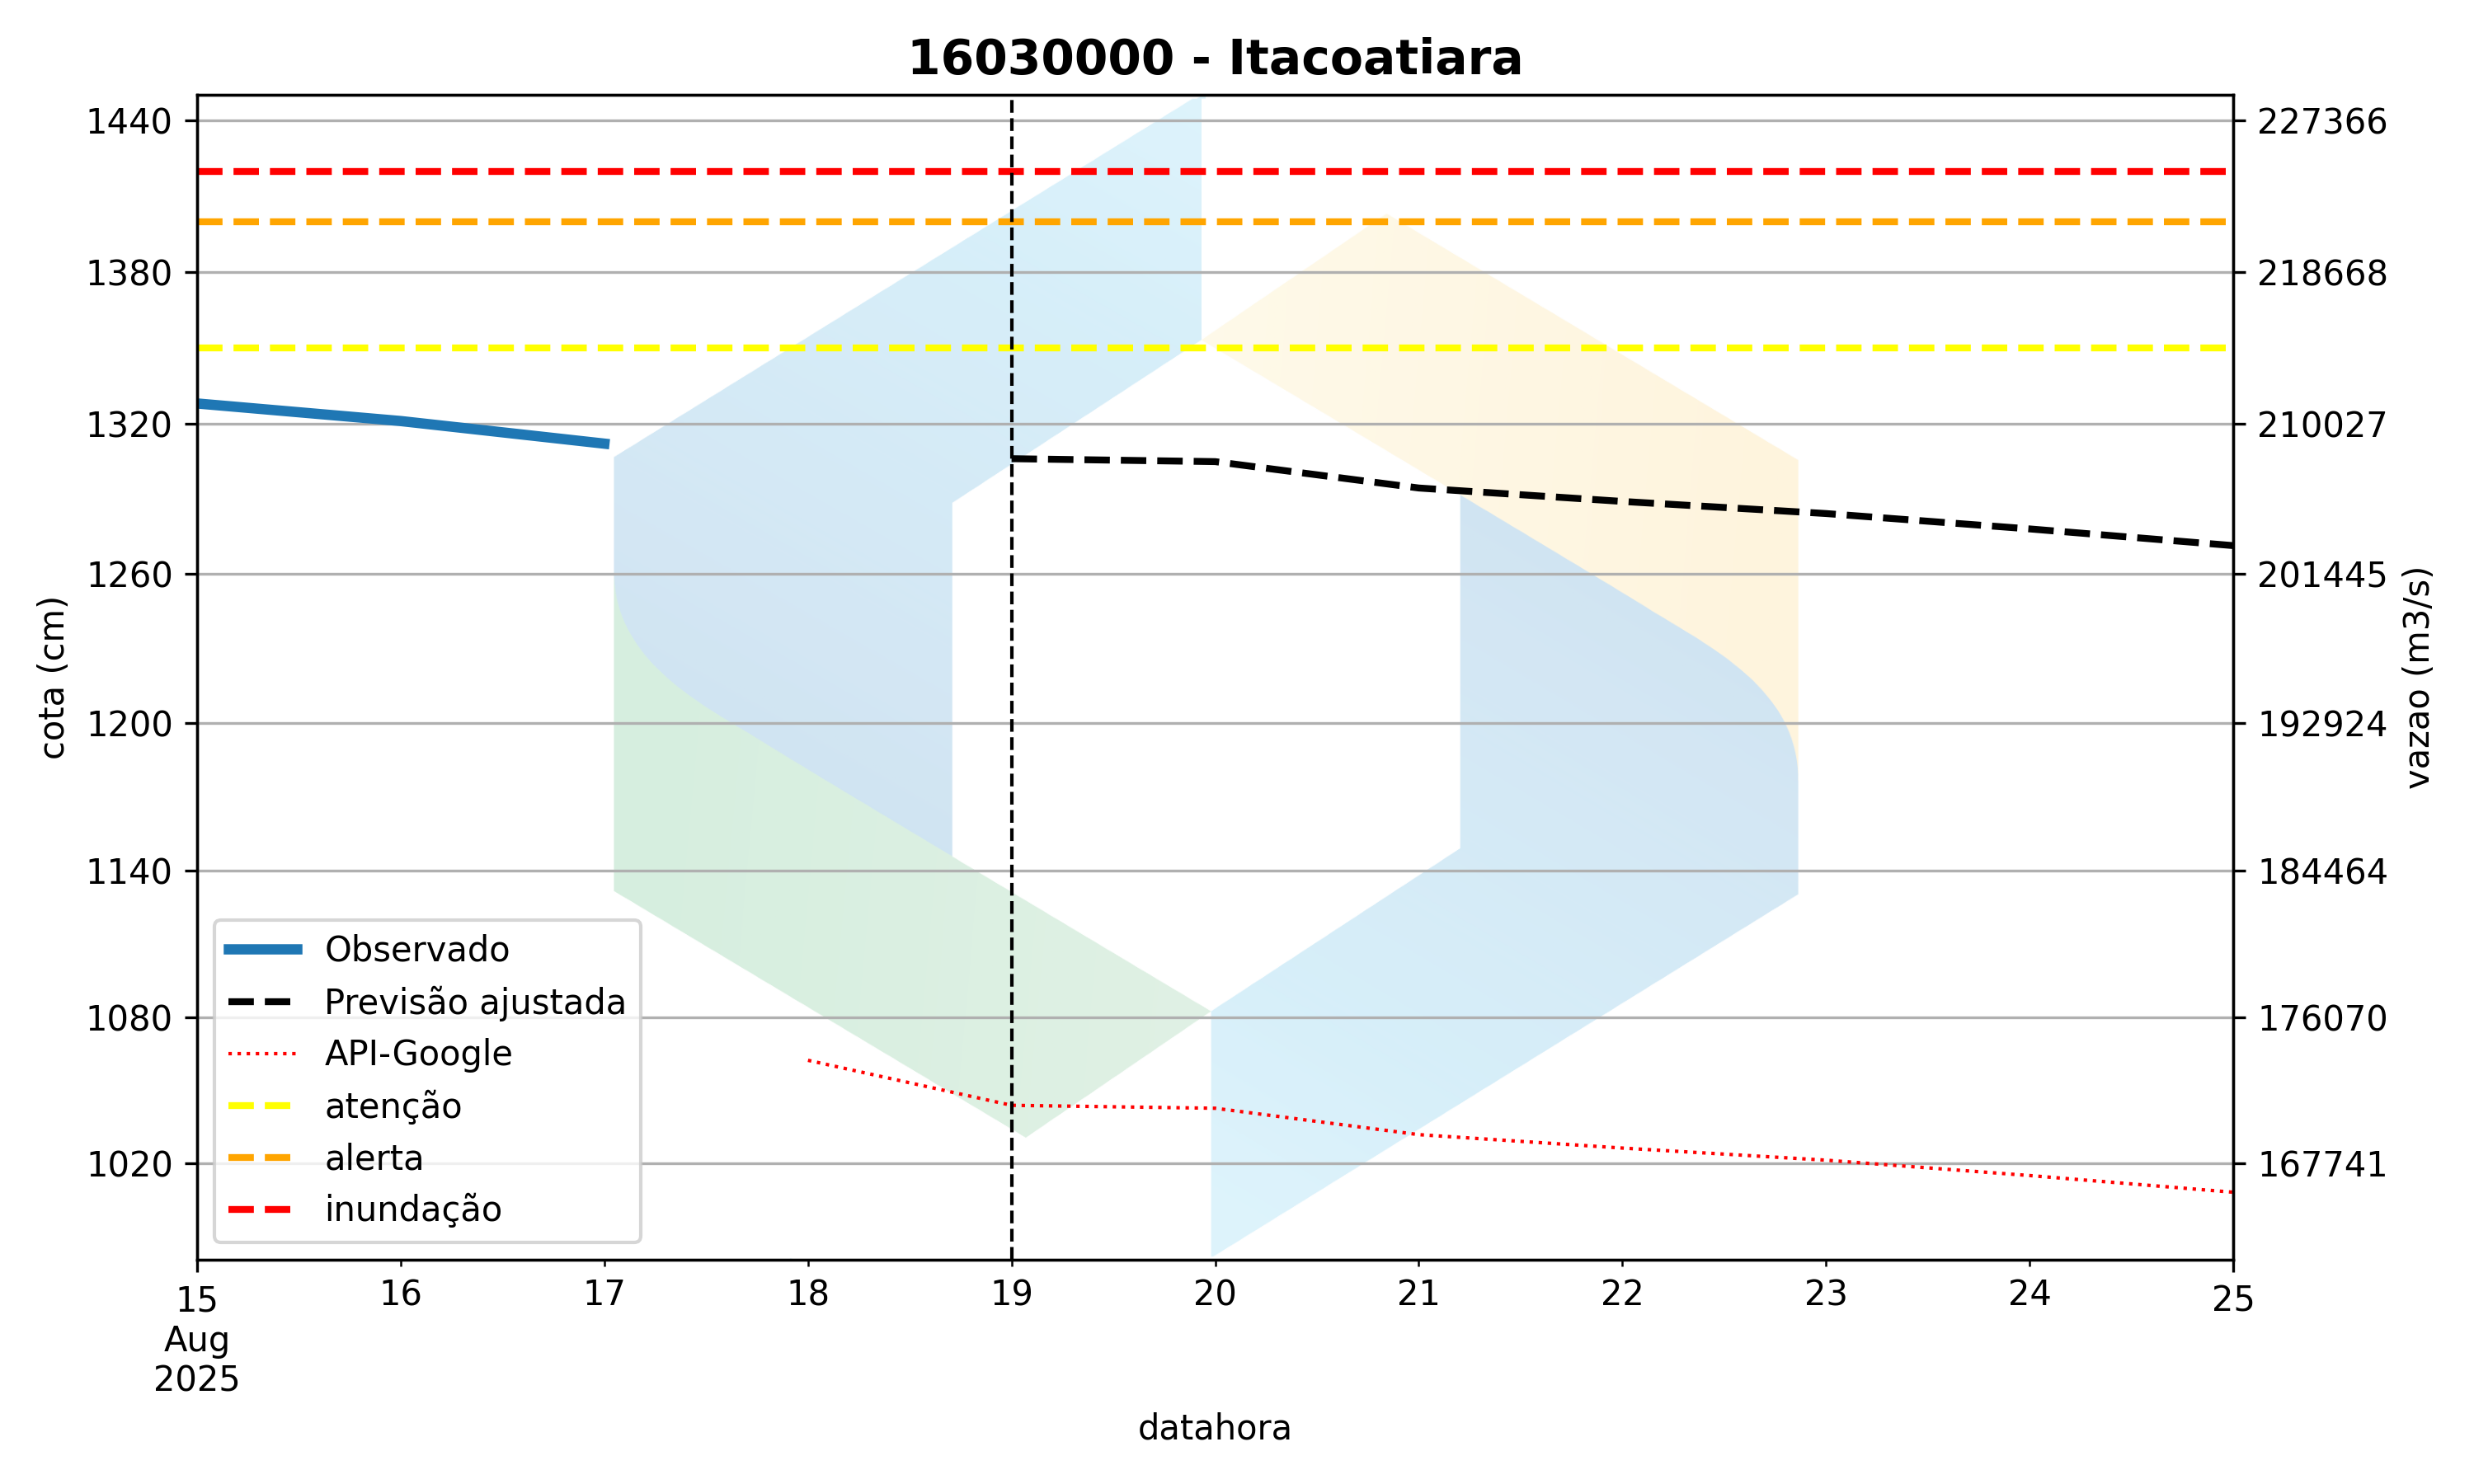 16030000 - Itacoatiara
1440
1380
1320
1260
1200
1140
1080
1020
cota (cm)
227366
218668
210027
201445
192924
184464
176070
167741
vazao (m3/s)
Observado
Previsão ajustada
API-Google
atenção
alerta
inundação
15 16 17 18 19 20 21 22 23 24 25
Aug
2025
datahora